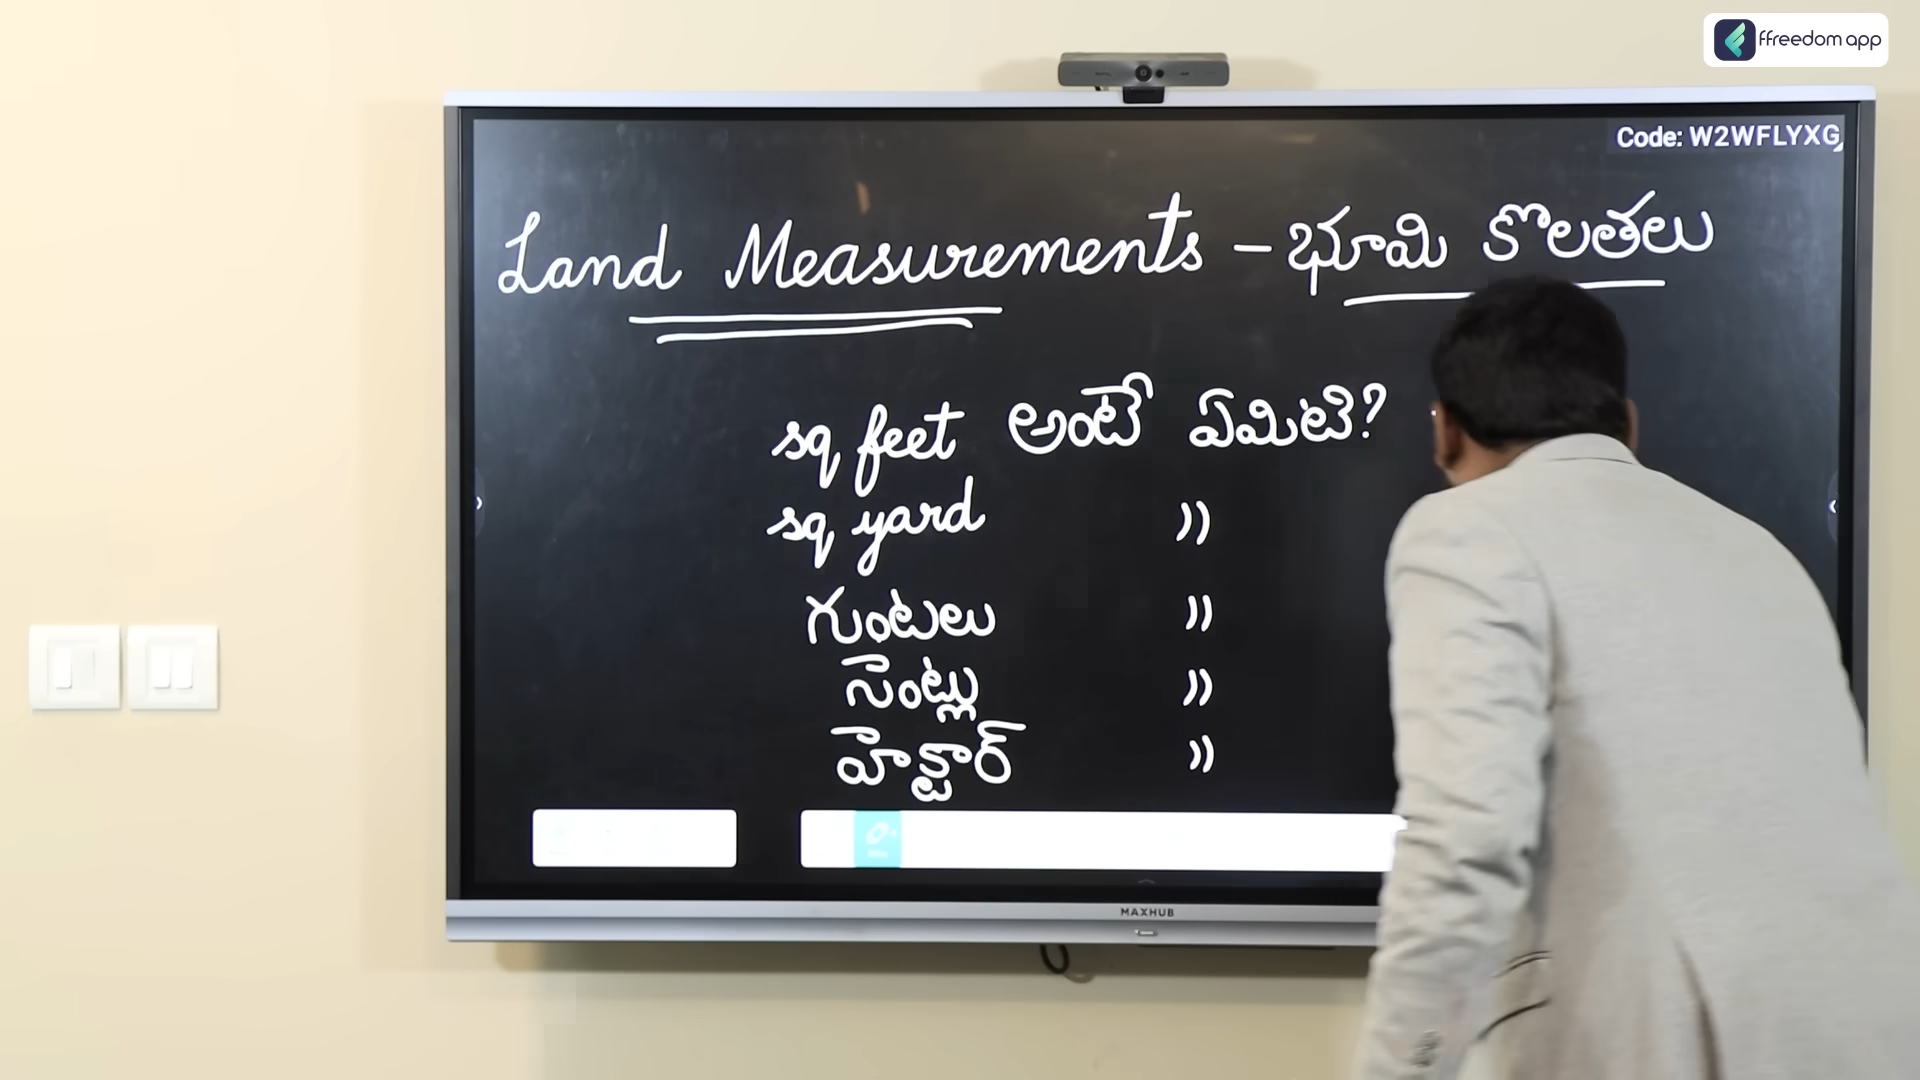 ffreedom app
Code: W2WFLYXG
Land Measurements - భూమి కొలతలు
sq feet అంటే ఏమిటి?
sq yard "
గుంటలు "
సెంట్లు "
హెక్టార్ "
MAXHUB